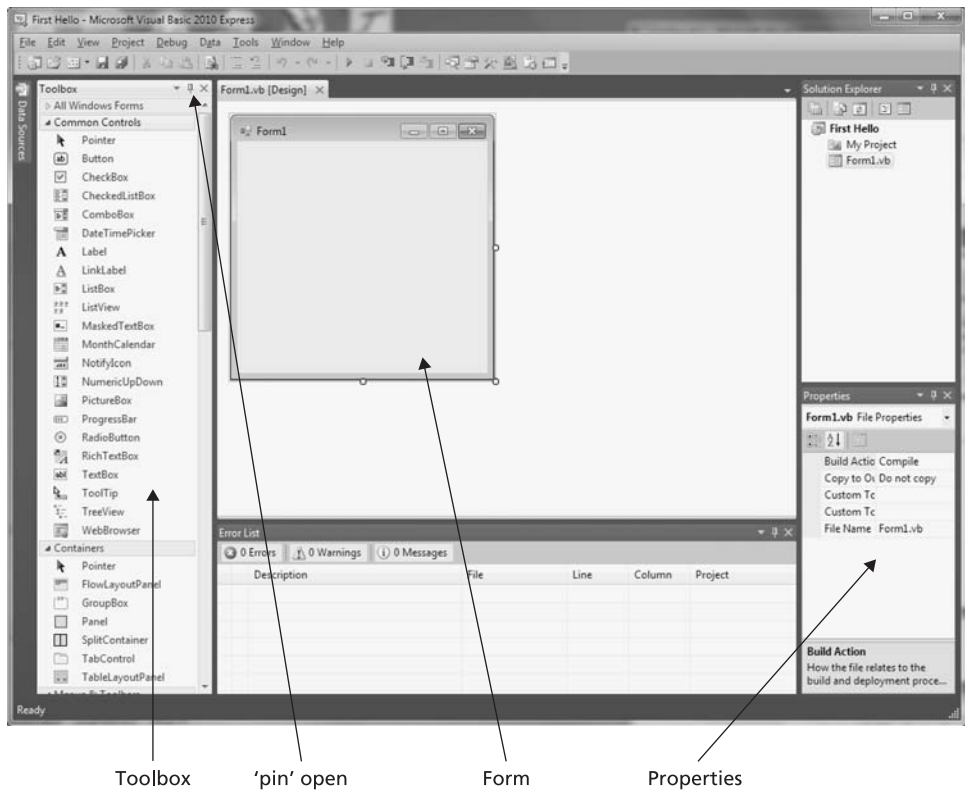 First Hello - Microsoft Visual Basic 2010 Express
File Edit View Project Debug Data Tools Window Help
Data Sources
Toolbox
All Windows Forms
Common Controls
Pointer
Button
CheckBox
CheckedListBox
ComboBox
DateTimePicker
Label
LinkLabel
ListBox
ListView
MaskedTextBox
MonthCalendar
NotifyIcon
NumericUpDown
PictureBox
ProgressBar
RadioButton
RichTextBox
TextBox
ToolTip
TreeView
WebBrowser
Containers
Pointer
FlowLayoutPanel
GroupBox
Panel
SplitContainer
TabControl
TableLayoutPanel
Menus & Toolbars
Form1.vb [Design]
Form1
Error List
0 Errors 0 Warnings 0 Messages
Description File Line Column Project
Solution Explorer
First Hello
My Project
Form1.vb
Properties
Form1.vb File Properties
Build Actio Compile
Copy to Ou Do not copy
Custom Tc
Custom Tc
File Name Form1.vb
Build Action
How the file relates to the
build and deployment proce...
Ready
Toolbox 'pin' open Form Properties